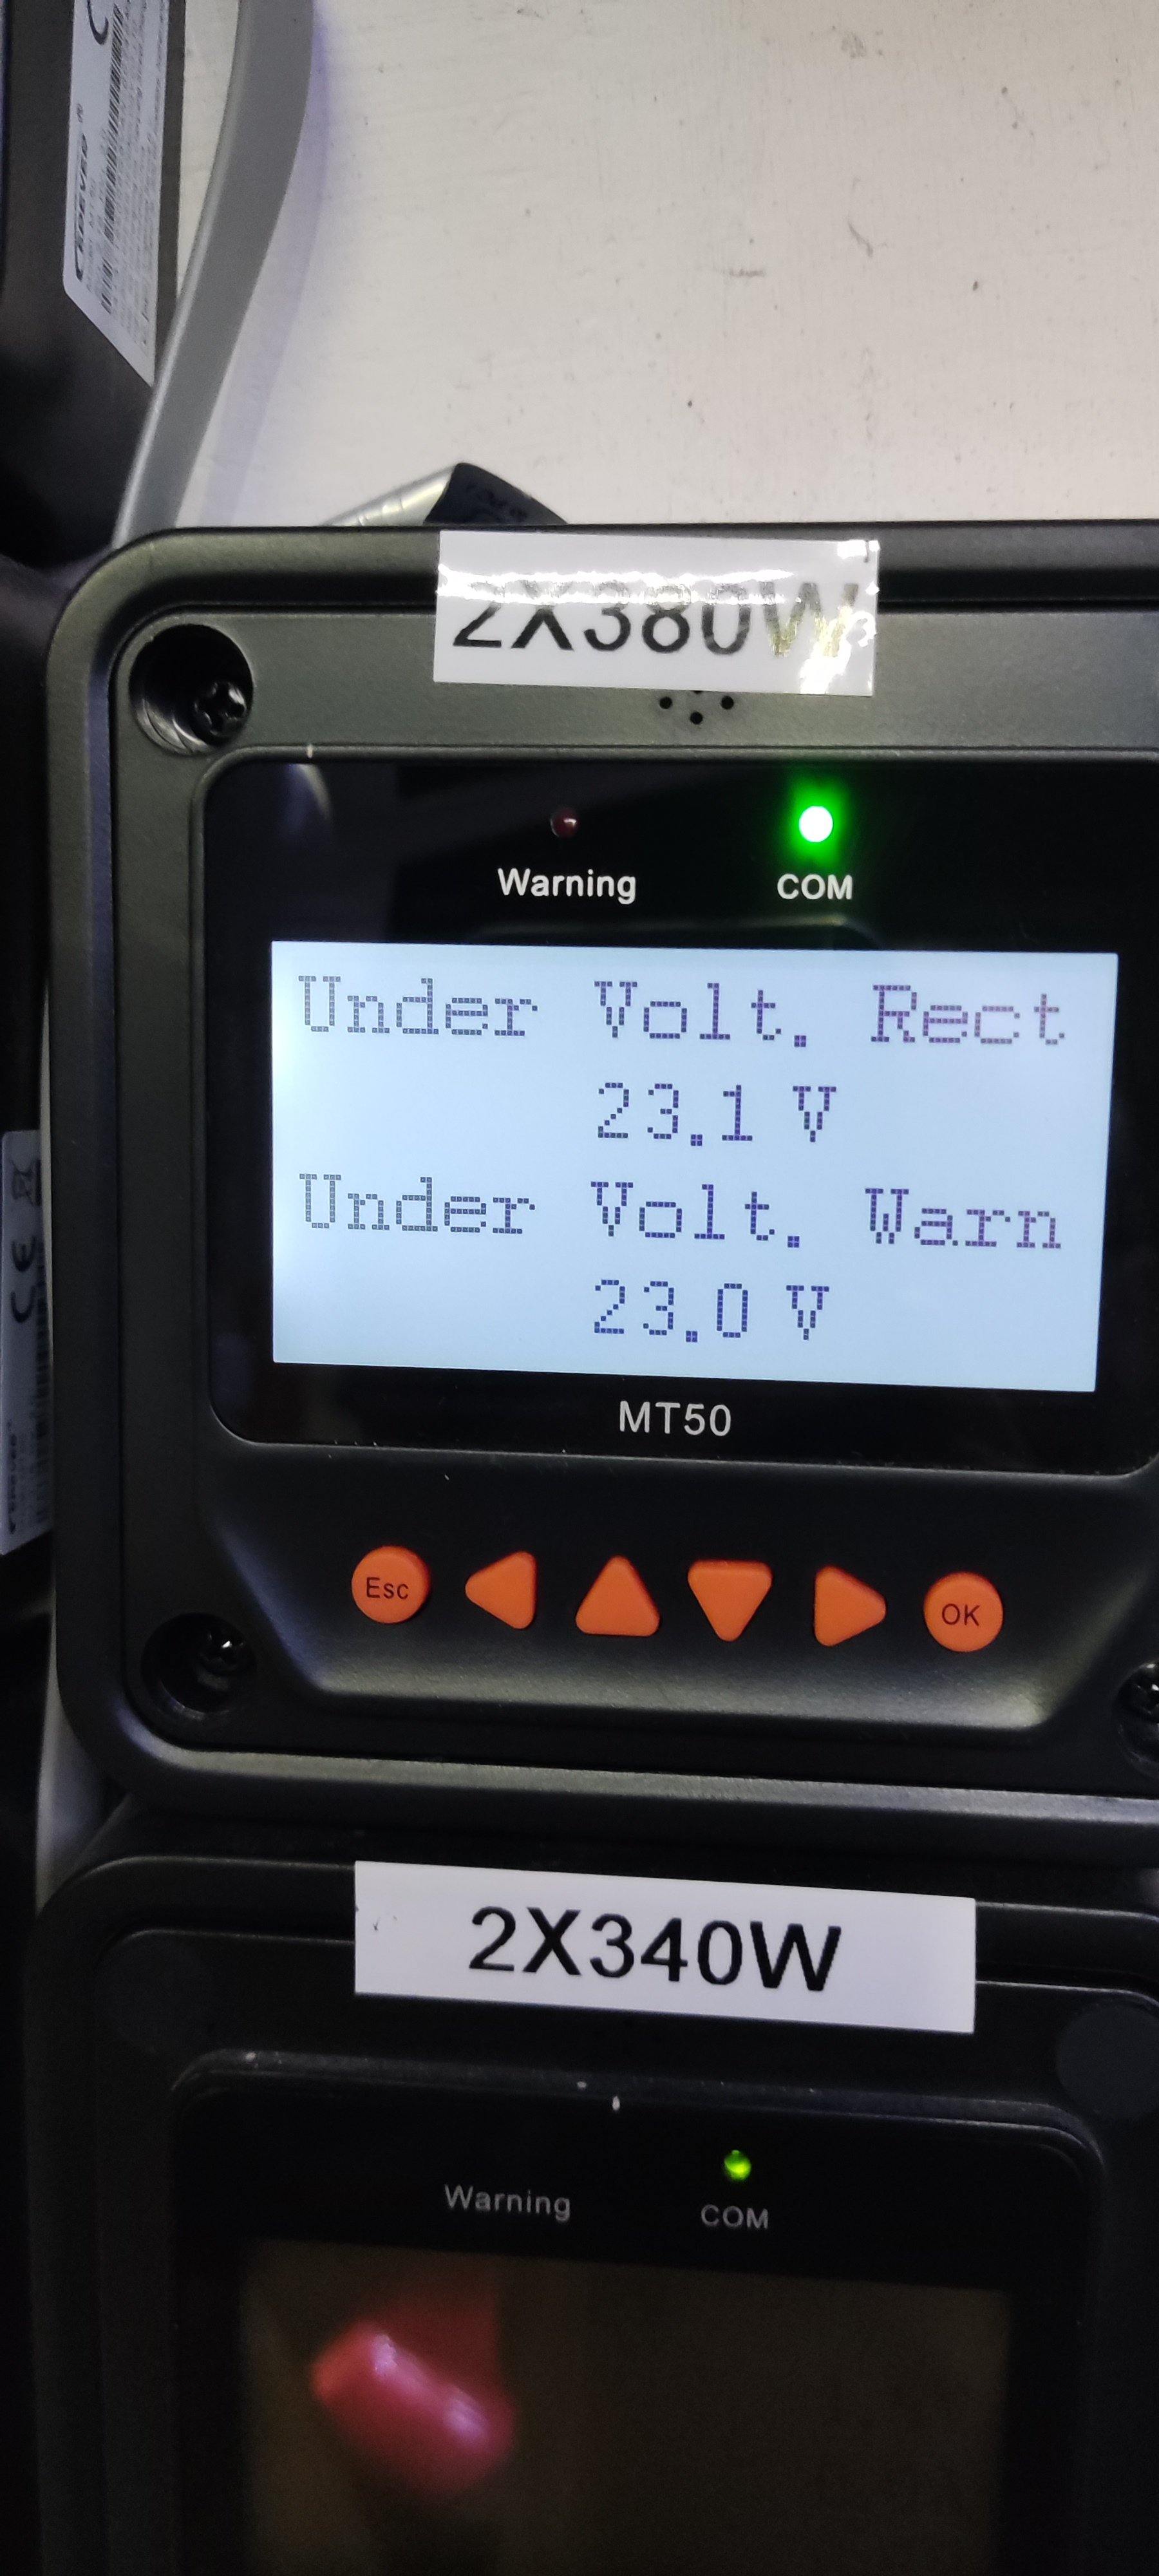 2X380W
Warning
COM
Under Volt. Rect
23.1 V
Under Volt. Warn
23.0 V
MT50
Esc
OK
2X340W
Warning
COM